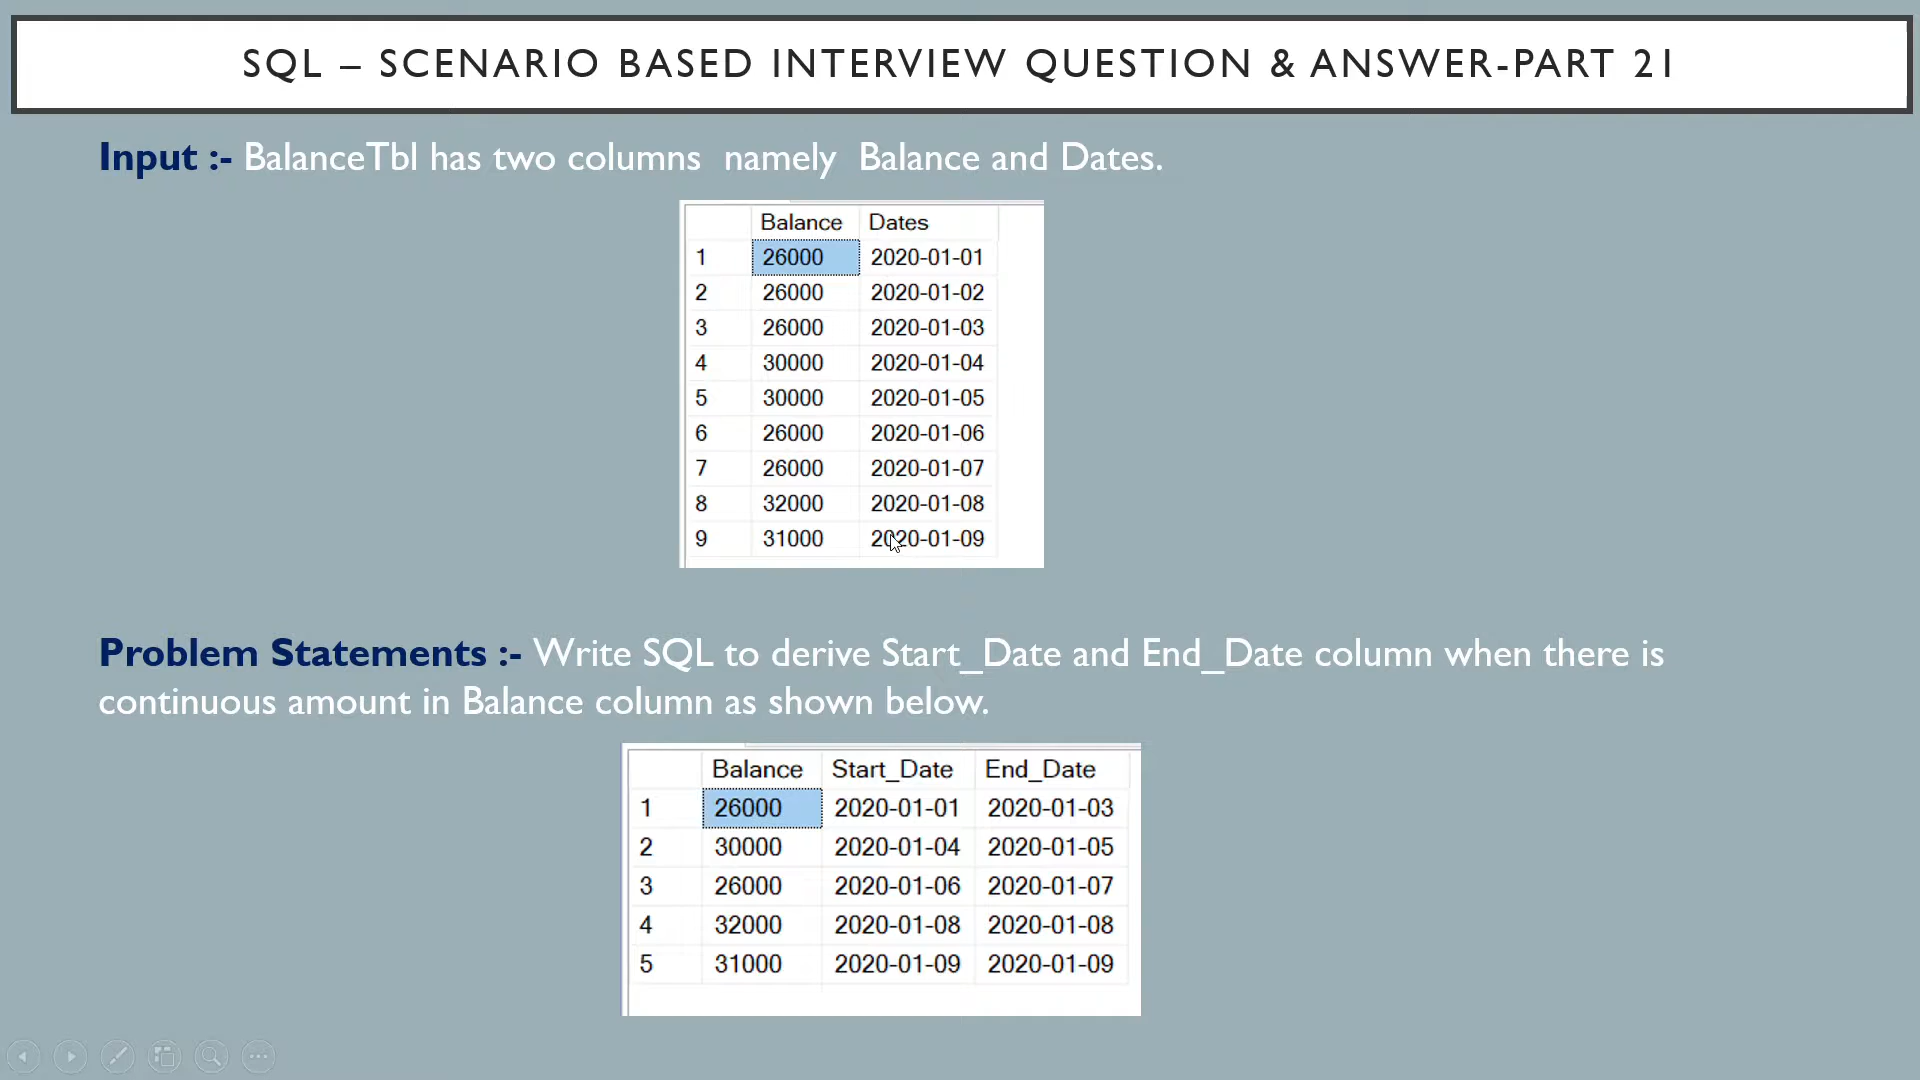 SQL – SCENARIO BASED INTERVIEW QUESTION & ANSWER-PART 21
Input :- BalanceTbl has two columns namely Balance and Dates.
Balance Dates
1 26000 2020-01-01
2 26000 2020-01-02
3 26000 2020-01-03
4 30000 2020-01-04
5 30000 2020-01-05
6 26000 2020-01-06
7 26000 2020-01-07
8 32000 2020-01-08
9 31000 2020-01-09
Problem Statements :- Write SQL to derive Start_Date and End_Date column when there is
continuous amount in Balance column as shown below.
Balance Start_Date End_Date
1 26000 2020-01-01 2020-01-03
2 30000 2020-01-04 2020-01-05
3 26000 2020-01-06 2020-01-07
4 32000 2020-01-08 2020-01-08
5 31000 2020-01-09 2020-01-09